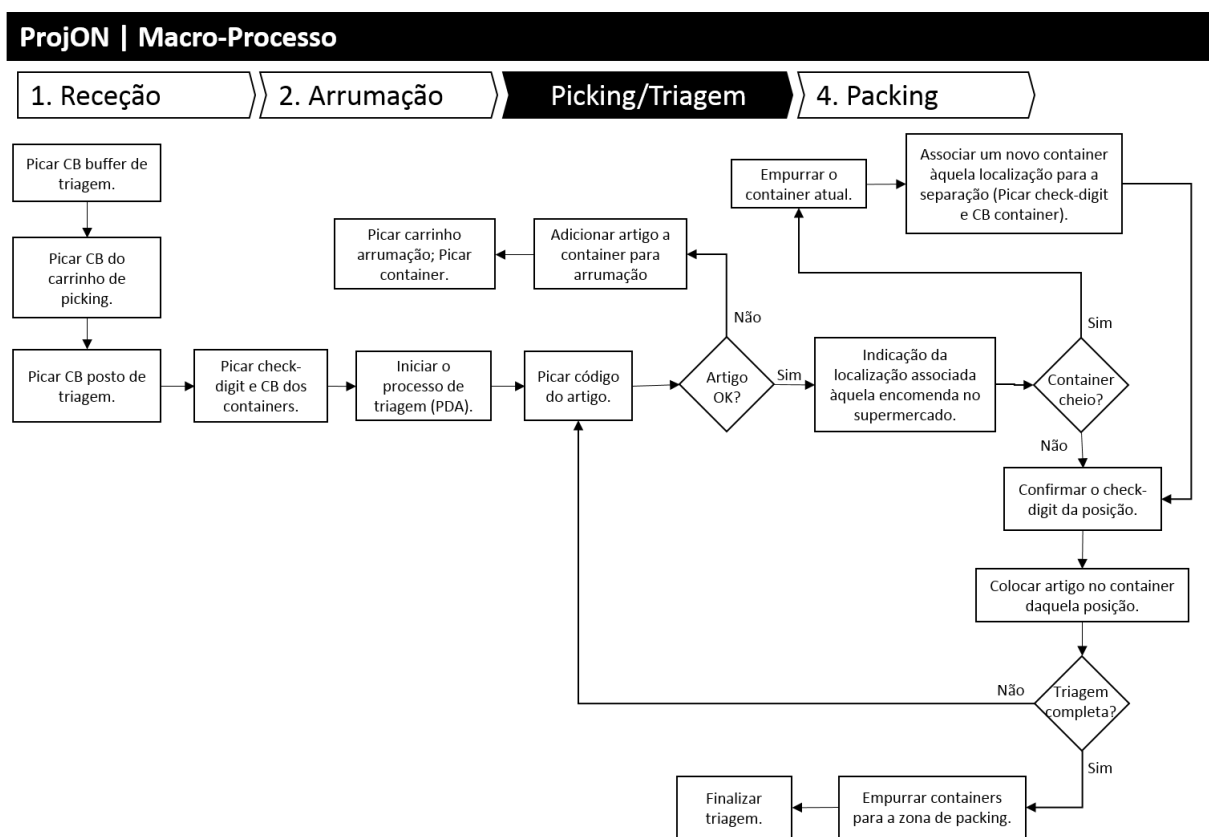 ProjON | Macro-Processo
1. Receção
2. Arrumação
Picking/Triagem
4. Packing
Picar CB buffer de
triagem.
Picar CB do
carrinho de
picking.
Picar CB posto de
triagem.
Picar check-
digit e CB dos
containers.
Iniciar o
processo de
triagem (PDA).
Picar código
do artigo.
Artigo
OK?
Não
Adicionar artigo a
container para
arrumação
Picar carrinho
arrumação; Picar
container.
Sim
Indicação da
localização associada
àquela encomenda no
supermercado.
Container
cheio?
Sim
Empurrar o
container atual.
Associar um novo container
àquela localização para a
separação (Picar check-digit
e CB container).
Não
Confirmar o check-
digit da posição.
Colocar artigo no container
daquela posição.
Triagem
completa?
Não
Sim
Empurrar containers
para a zona de packing.
Finalizar
triagem.